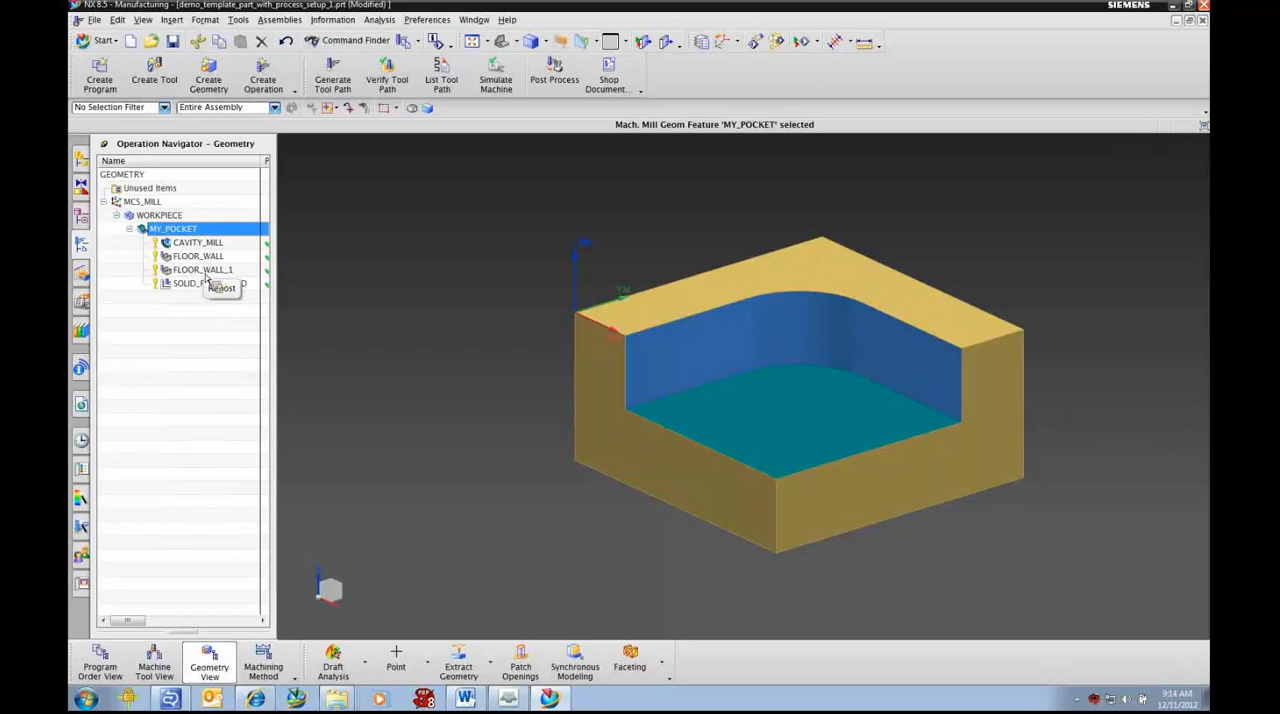 NX 8.5 - Manufacturing - [demo_template_part_with_process_setup_1.prt (Modified) ]
SIEMENS
File Edit View Insert Format Tools Assemblies Information Analysis Preferences Window Help
Start Command Finder
Create Program
Create Tool
Create Geometry
Create Operation
Generate Tool Path
Verify Tool Path
List Tool Path
Simulate Machine
Post Process
Shop Document...
No Selection Filter Entire Assembly
Mach. Mill Geom Feature 'MY_POCKET' selected
Operation Navigator - Geometry
Name P
GEOMETRY
Unused Items
MCS_MILL
WORKPIECE
MY_POCKET
CAVITY_MILL
FLOOR_WALL
FLOOR_WALL_1
SOLID_
YM
Program Order View
Machine Tool View
Geometry View
Machining Method
Draft Analysis
Point
Extract Geometry
Patch Openings
Synchronous Modeling
Faceting
9:14 AM
12/11/2012